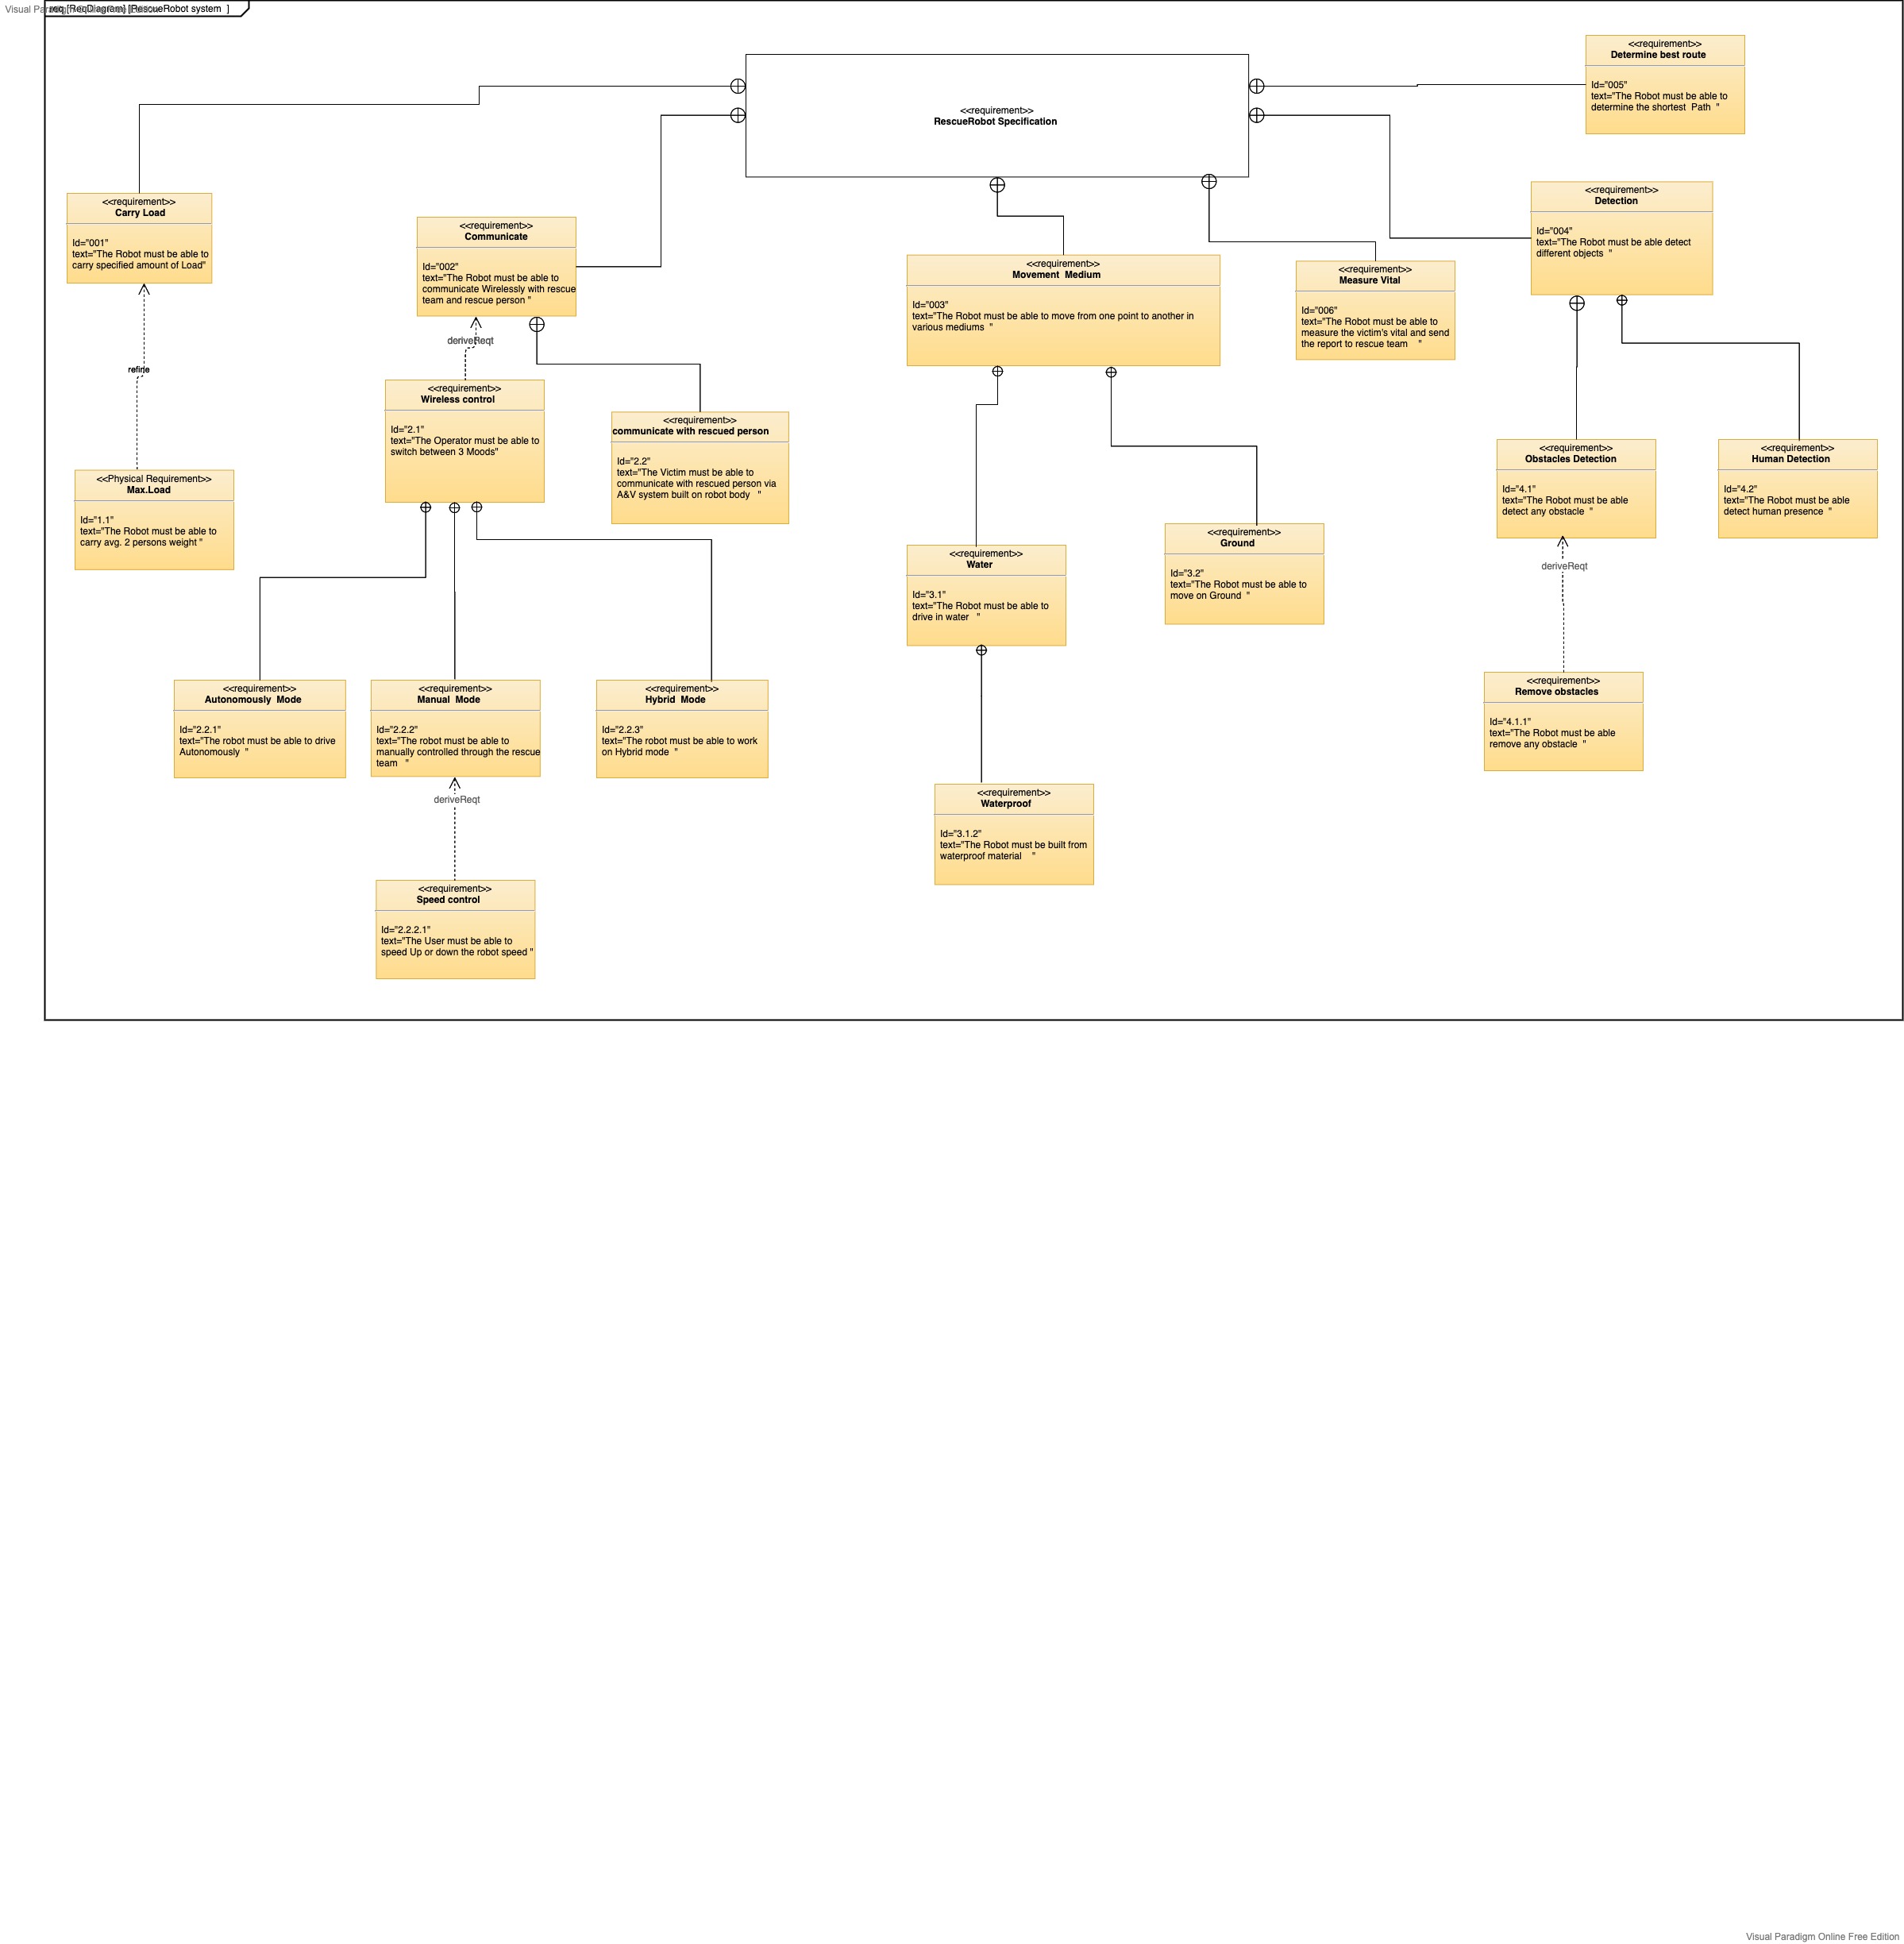 Visual Paradigm Online Free Edition
req [ReqDiagram] [RescueRobot system ]
<<requirement>>
RescueRobot Specification
<<requirement>>
Determine best route
Id="005"
text="The Robot must be able to
determine the shortest Path "
<<requirement>>
Carry Load
Id="001"
text="The Robot must be able to
carry specified amount of Load"
<<requirement>>
Communicate
Id="002"
text="The Robot must be able to
communicate Wirelessly with rescue
team and rescue person "
<<requirement>>
Movement Medium
Id="003"
text="The Robot must be able to move from one point to another in
various mediums "
<<requirement>>
Measure Vital
Id="006"
text="The Robot must be able to
measure the victim's vital and send
the report to rescue team "
<<requirement>>
Detection
Id="004"
text="The Robot must be able detect
different objects "
refine
deriveReqt
<<Physical Requirement>>
Max.Load
Id="1.1"
text="The Robot must be able to
carry avg. 2 persons weight "
<<requirement>>
Wireless control
Id="2.1"
text="The Operator must be able to
switch between 3 Moods"
<<requirement>>
communicate with rescued person
Id="2.2"
text="The Victim must be able to
communicate with rescued person via
A&V system built on robot body "
<<requirement>>
Water
Id="3.1"
text="The Robot must be able to
drive in water "
<<requirement>>
Ground
Id="3.2"
text="The Robot must be able to
move on Ground "
<<requirement>>
Obstacles Detection
Id="4.1"
text="The Robot must be able
detect any obstacle "
<<requirement>>
Human Detection
Id="4.2"
text="The Robot must be able
detect human presence "
deriveReqt
<<requirement>>
Autonomously Mode
Id="2.2.1"
text="The robot must be able to drive
Autonomously "
<<requirement>>
Manual Mode
Id="2.2.2"
text="The robot must be able to
manually controlled through the rescue
team "
<<requirement>>
Hybrid Mode
Id="2.2.3"
text="The robot must be able to work
on Hybrid mode "
<<requirement>>
Remove obstacles
Id="4.1.1"
text="The Robot must be able
remove any obstacle "
deriveReqt
<<requirement>>
Waterproof
Id="3.1.2"
text="The Robot must be built from
waterproof material "
<<requirement>>
Speed control
Id="2.2.2.1"
text="The User must be able to
speed Up or down the robot speed "
Visual Paradigm Online Free Edition